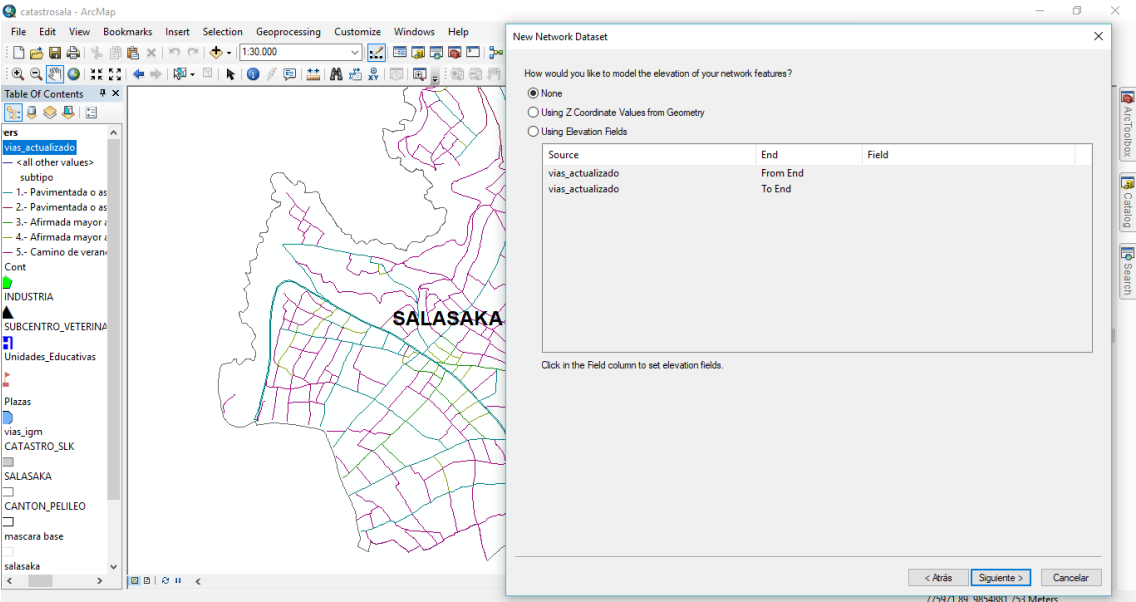 catastrosala - ArcMap
File Edit View Bookmarks Insert Selection Geoprocessing Customize Windows Help
1:30.000
Table Of Contents
ers
vias_actualizado
<all other values>
subtipo
1.- Pavimentada o as
2.- Pavimentada o as
3.- Afirmada mayor a
4.- Afirmada mayor a
5.- Camino de veran
Cont
INDUSTRIA
SUBCENTRO_VETERINA
Unidades_Educativas
Plazas
vias_igm
CATASTRO_SLK
SALASAKA
CANTON_PELILEO
mascara base
salasaka
SALASAKA
New Network Dataset
How would you like to model the elevation of your network features?
None
Using Z Coordinate Values from Geometry
Using Elevation Fields
Source End Field
vias_actualizado From End
vias_actualizado To End
Click in the Field column to set elevation fields.
< Atrás Siguiente > Cancelar
ArcToolbox
Catalog
Search
775971,89 9854881,753 Meters